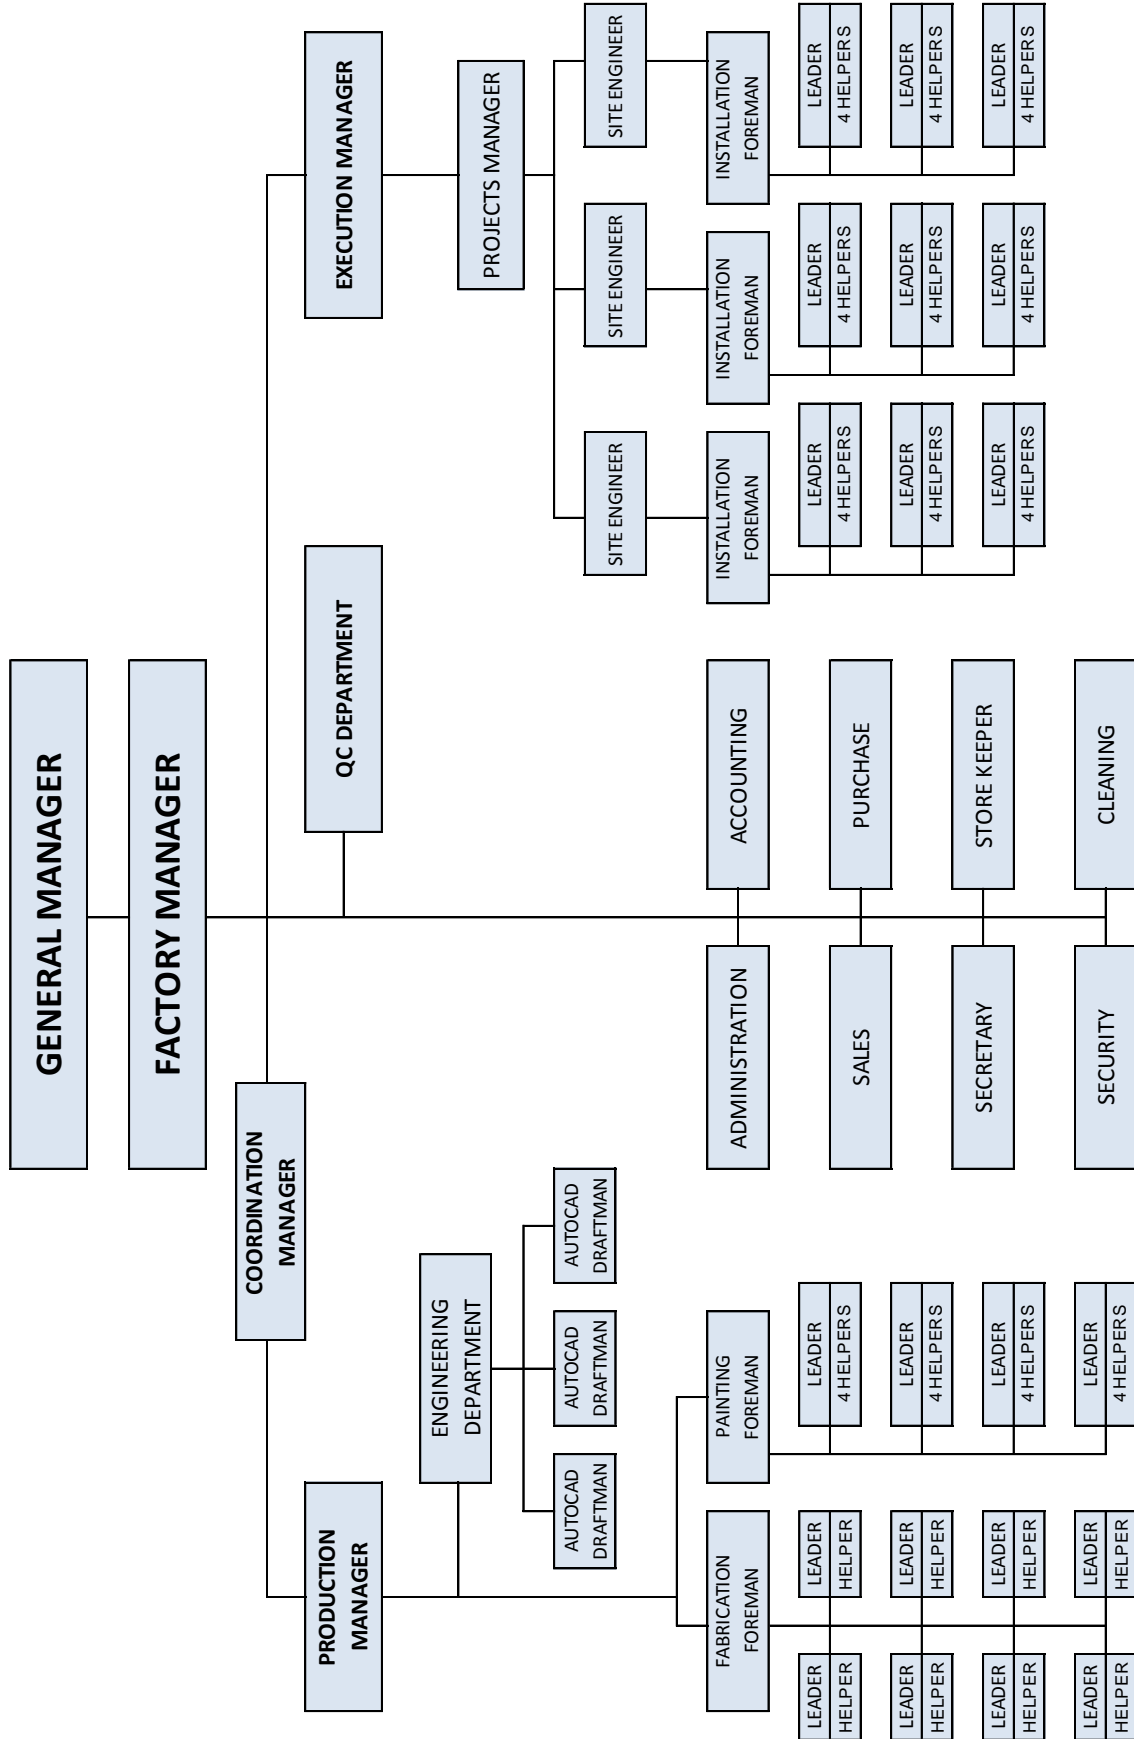 GENERAL MANAGER
FACTORY MANAGER
COORDINATION
MANAGER
PRODUCTION
MANAGER
QC DEPARTMENT
EXECUTION MANAGER
ENGINEERING
DEPARTMENT
PROJECTS MANAGER
AUTOCAD
DRAFTMAN
AUTOCAD
DRAFTMAN
AUTOCAD
DRAFTMAN
SITE ENGINEER
SITE ENGINEER
SITE ENGINEER
FABRICATION
FOREMAN
PAINTING
FOREMAN
ADMINISTRATION
ACCOUNTING
INSTALLATION
FOREMAN
INSTALLATION
FOREMAN
INSTALLATION
FOREMAN
LEADER
HELPER
LEADER
HELPER
LEADER
4 HELPERS
SALES
PURCHASE
LEADER
4 HELPERS
LEADER
4 HELPERS
LEADER
4 HELPERS
LEADER
HELPER
LEADER
HELPER
LEADER
4 HELPERS
SECRETARY
STORE KEEPER
LEADER
4 HELPERS
LEADER
4 HELPERS
LEADER
4 HELPERS
LEADER
HELPER
LEADER
HELPER
LEADER
4 HELPERS
SECURITY
CLEANING
LEADER
4 HELPERS
LEADER
4 HELPERS
LEADER
4 HELPERS
LEADER
HELPER
LEADER
HELPER
LEADER
4 HELPERS